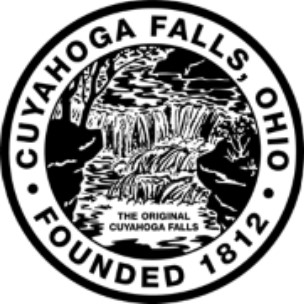 CUYAHOGA FALLS, OHIO
THE ORIGINAL
CUYAHOGA FALLS
• FOUNDED 1812 •